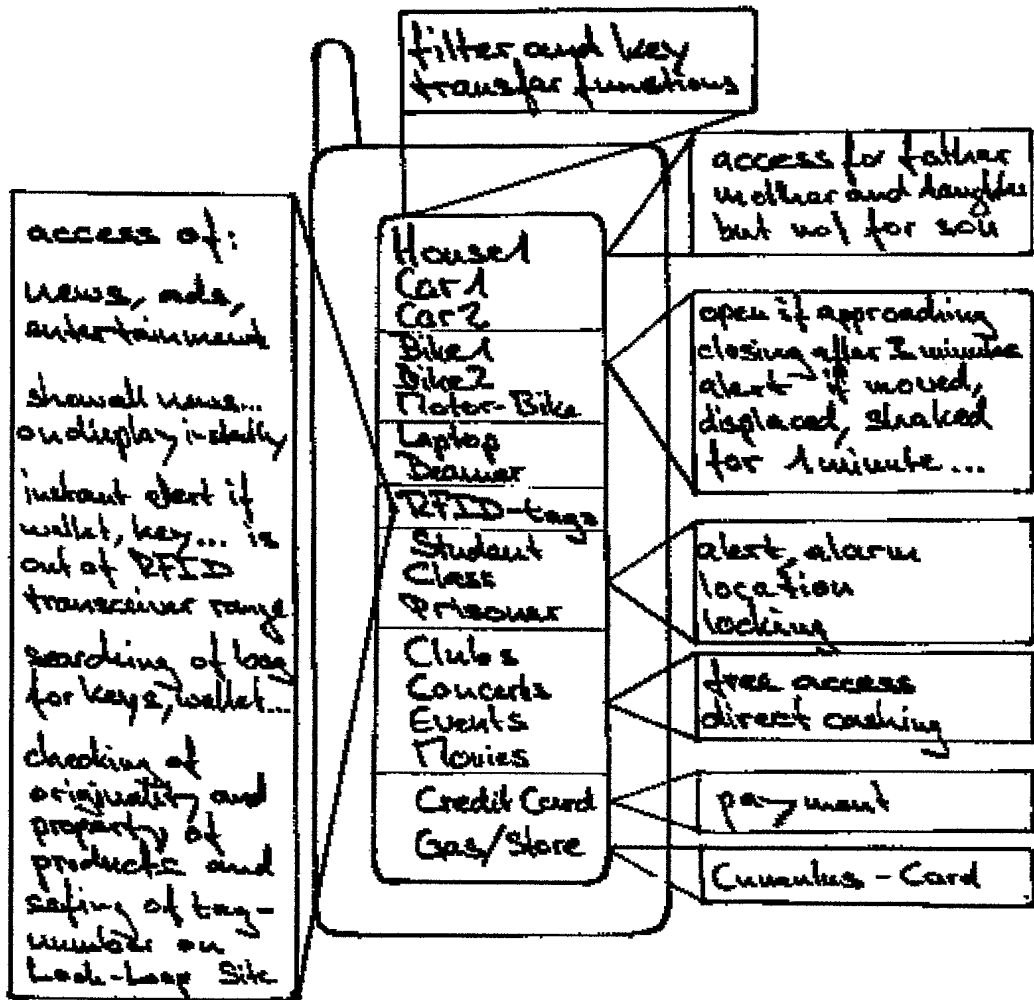 filter and key
transfer functions
access for father
mother and daughter
but not for son
access of:
news, ads,
entertainment
show all news...
on display instantly
instant alert if
wallet, key... is
out of RFID
transceiver range
searching of bag
for keys, wallet...
checking of
originality and
property of
products and
safing of tag-
number on
Look-Loop Site
House1
Car1
Car2
Bike1
Bike2
Motor-Bike
Laptop
Beamer
RFID-tags
Student
Class
Prisoner
Clubs
Concerts
Events
Movies
Credit Card
Gas/Store
open if approaching
closing after 2 minute
alert if moved,
displaced, shaked
for 1 minute...
alert, alarm
location
locking
free access
direct cashing
payment
Cumulus - Card